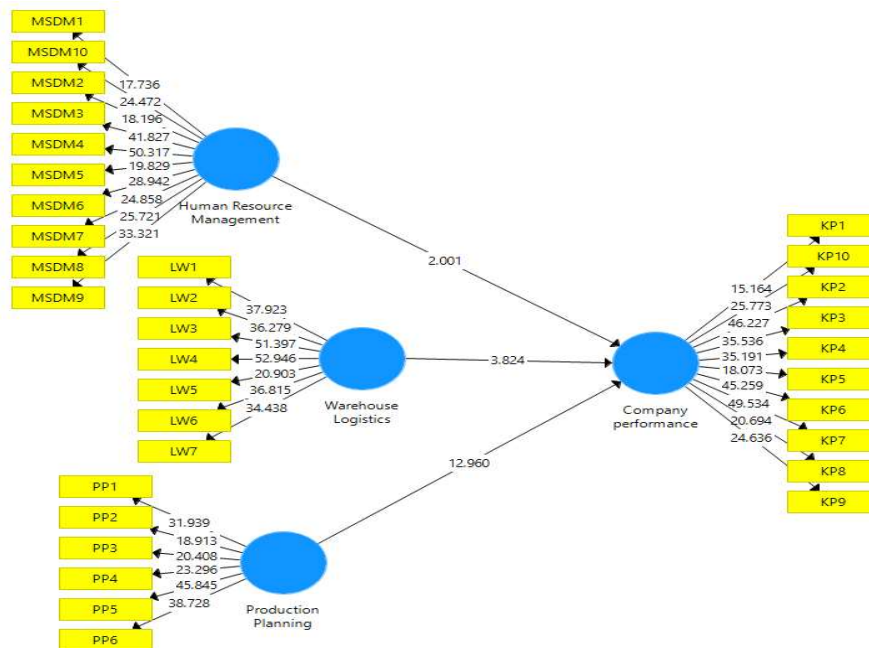 MSDM1
MSDM10
MSDM2
MSDM3
MSDM4
MSDM5
MSDM6
MSDM7
MSDM8
MSDM9
17.736
24.472
18.196
41.827
50.317
19.829
28.942
24.858
25.721
33.321
Human Resource
Management
2.001
LW1
LW2
LW3
LW4
LW5
LW6
LW7
37.923
36.279
51.397
52.946
20.903
36.815
34.438
Warehouse
Logistics
3.824
PP1
PP2
PP3
PP4
PP5
PP6
31.939
18.913
20.408
23.296
45.845
38.728
Production
Planning
12.960
Company
performance
15.164
25.773
46.227
35.536
35.191
18.073
45.259
49.534
20.694
24.636
KP1
KP10
KP2
KP3
KP4
KP5
KP6
KP7
KP8
KP9